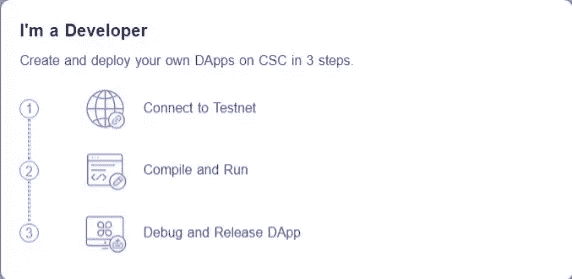 I'm a Developer
Create and deploy your own DApps on CSC in 3 steps.
1 Connect to Testnet
2 Compile and Run
3 Debug and Release DApp